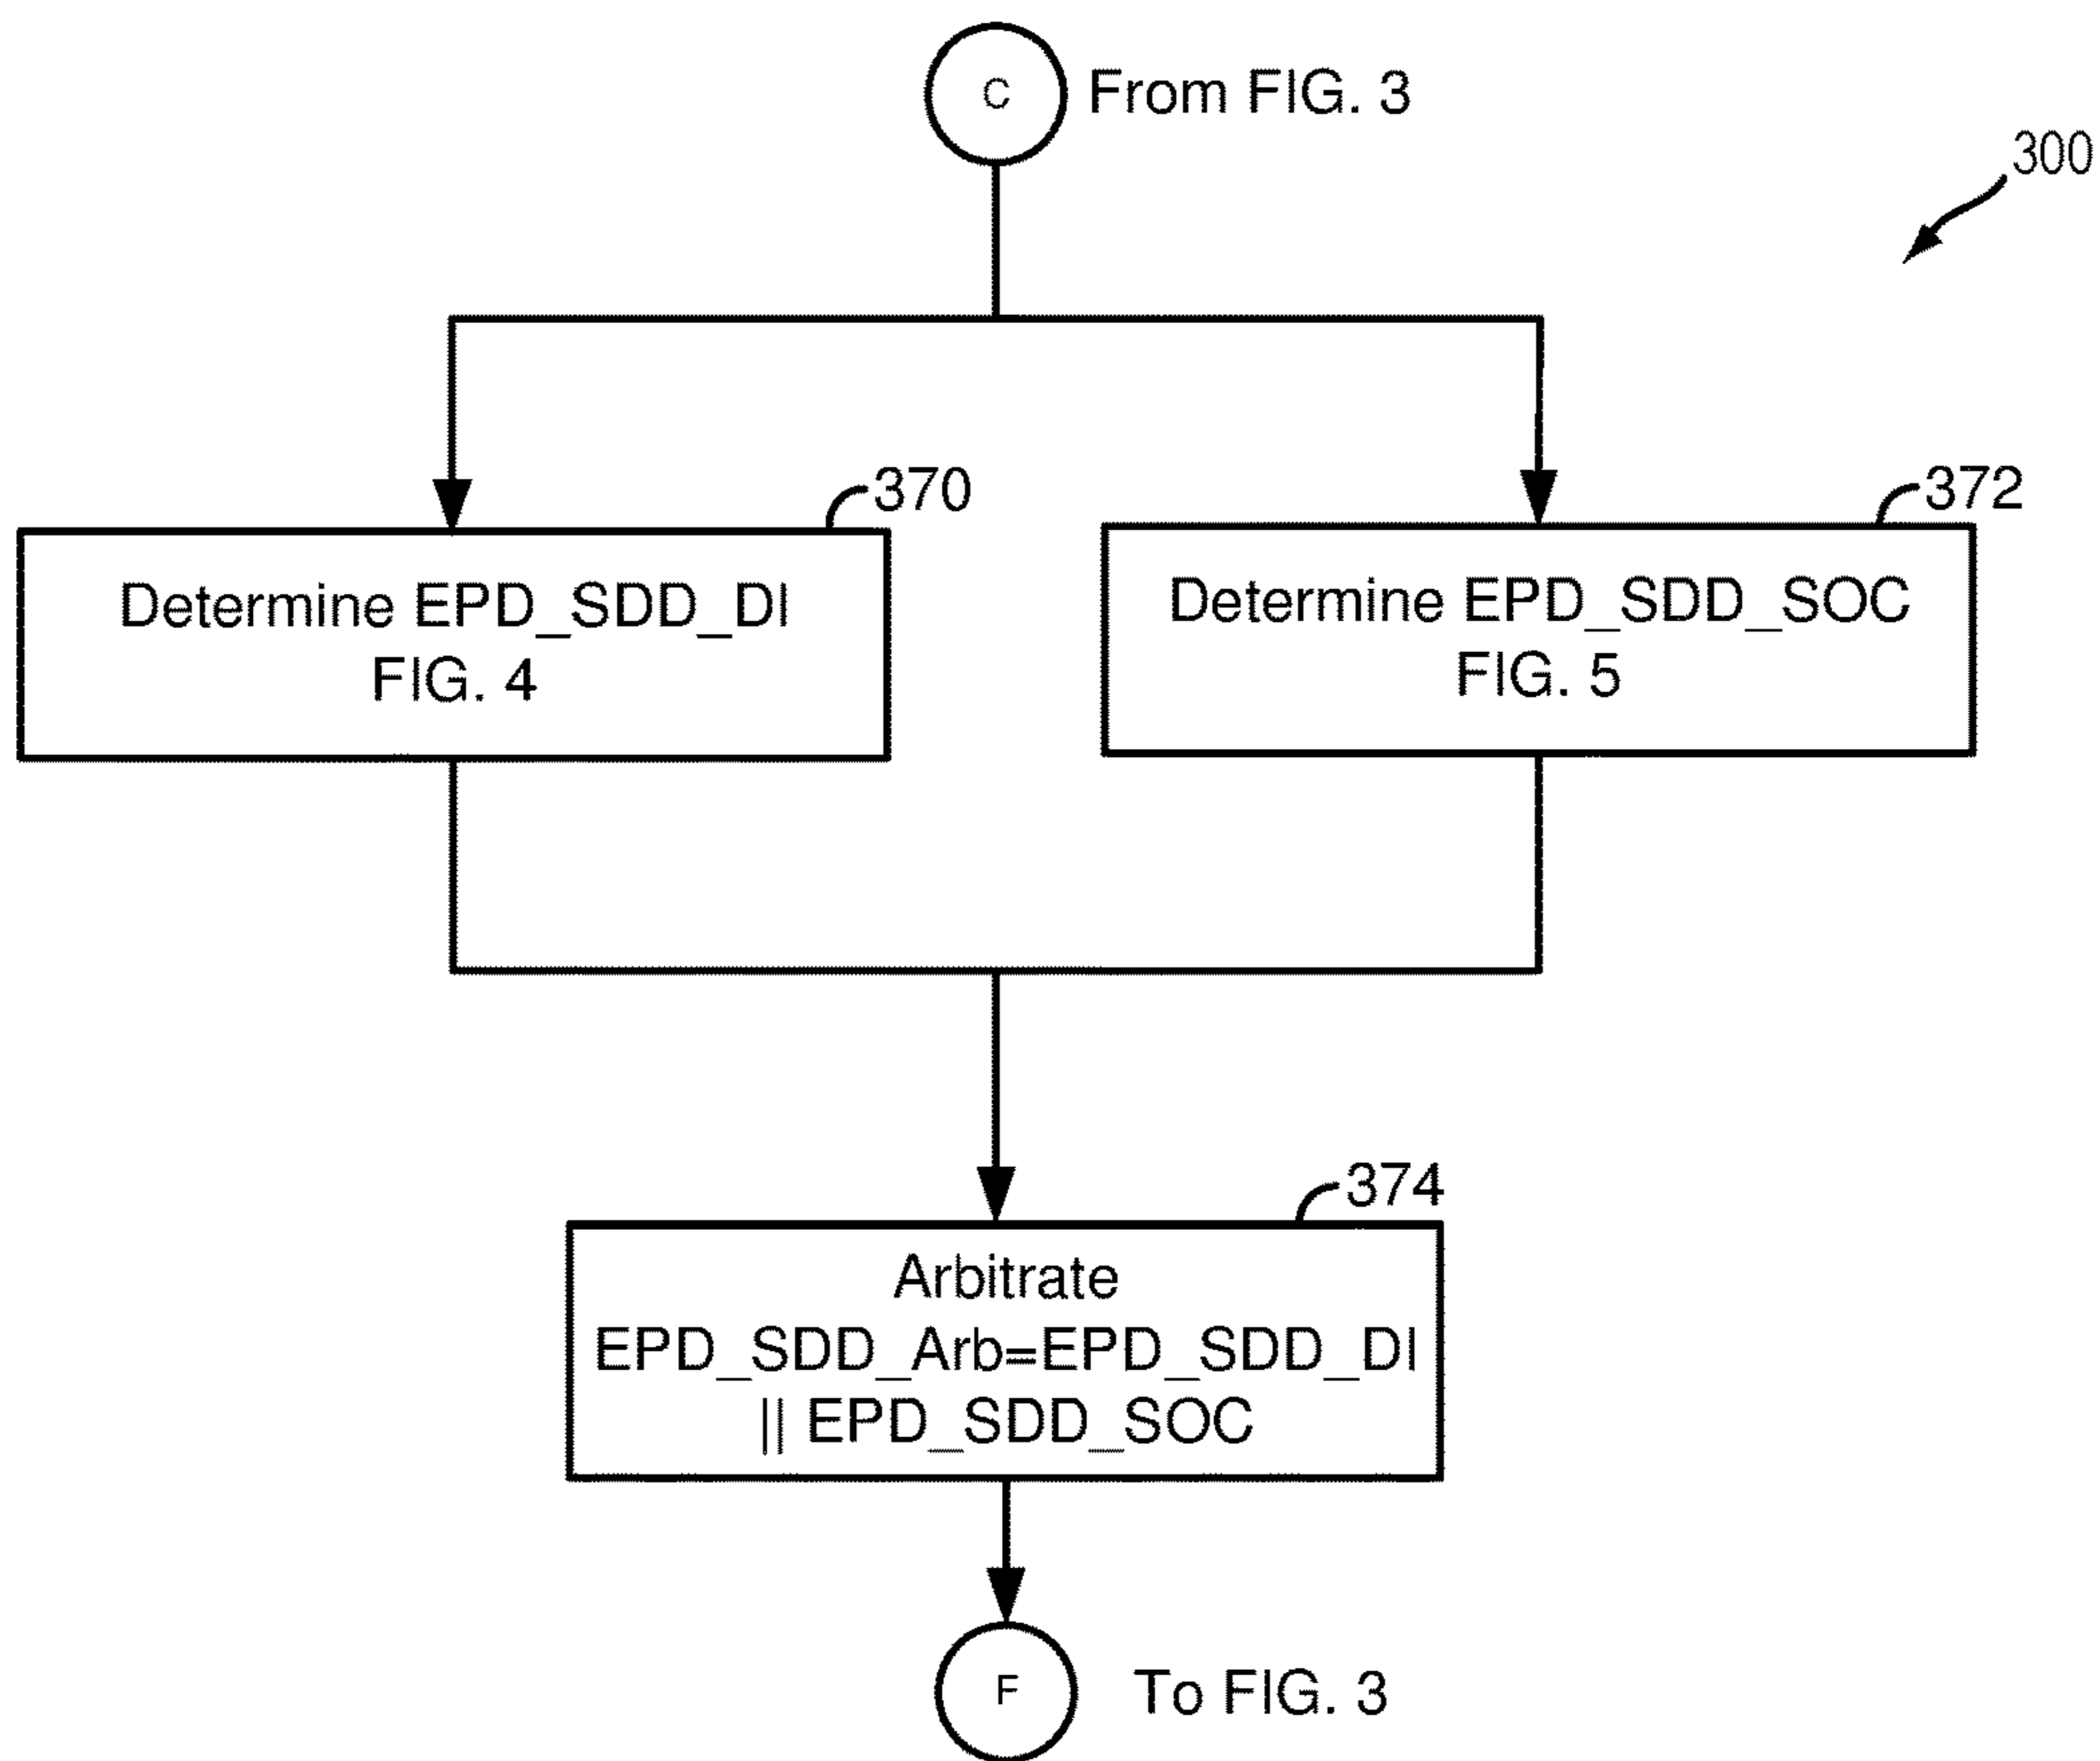 C
From FIG. 3
300
370
Determine EPD_SDD_DI
FIG. 4
372
Determine EPD_SDD_SOC
FIG. 5
374
Arbitrate
EPD_SDD_Arb=EPD_SDD_DI
|| EPD_SDD_SOC
F
To FIG. 3